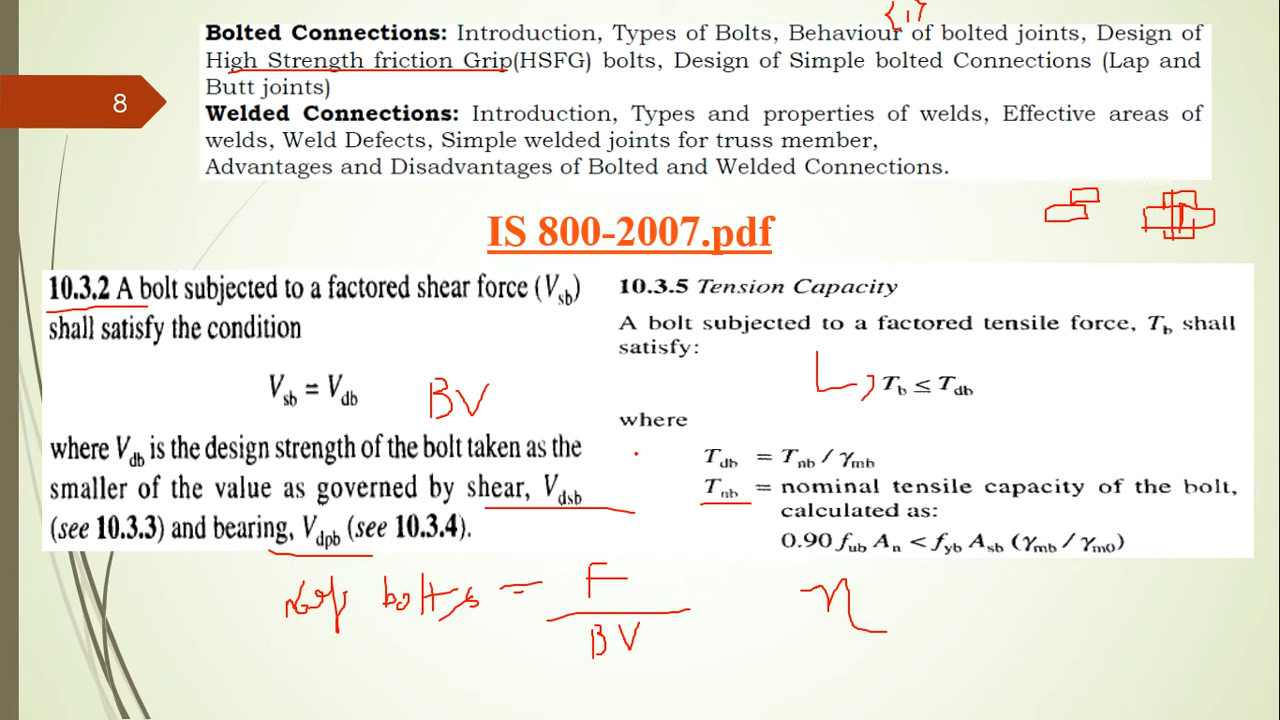 8
Bolted Connections: Introduction, Types of Bolts, Behaviour of bolted joints, Design of
High Strength friction Grip(HSFG) bolts, Design of Simple bolted Connections (Lap and
Butt joints)
Welded Connections: Introduction, Types and properties of welds, Effective areas of
welds, Weld Defects, Simple welded joints for truss member,
Advantages and Disadvantages of Bolted and Welded Connections.
IS 800-2007.pdf
10.3.2 A bolt subjected to a factored shear force (Vsb)
shall satisfy the condition
Vsb = Vdb
BV
where Vdb is the design strength of the bolt taken as the
smaller of the value as governed by shear, Vdsb
(see 10.3.3) and bearing, Vdpb (see 10.3.4).
10.3.5 Tension Capacity
A bolt subjected to a factored tensile force, Tb shall
satisfy:
Tb ≤ Tdb
where
Tdb = Tnb / γmb
Tnb = nominal tensile capacity of the bolt,
calculated as:
0.90 fub An < fyb Asb (γmb / γm0)
No of bolts = F
BV
η